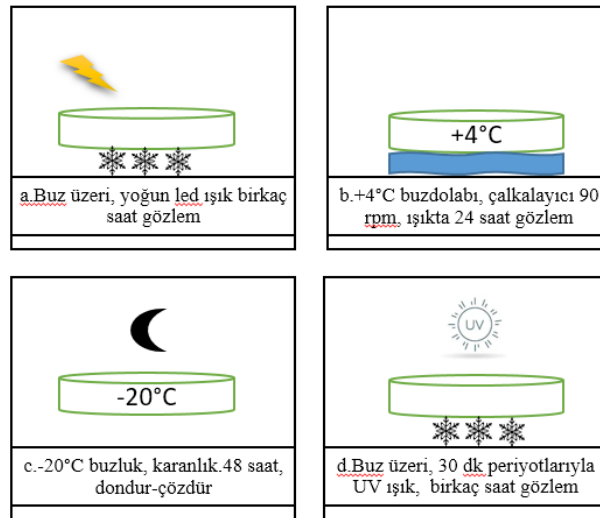 a.Buz üzeri, yoğun led ışık birkaç
saat gözlem
+4°C
b.+4°C buzdolabı, çalkalayıcı 90
rpm, ışıkta 24 saat gözlem
-20°C
c.-20°C buzluk, karanlık.48 saat,
dondur-çözdür
UV
d.Buz üzeri, 30 dk periyotlarıyla
UV ışık, birkaç saat gözlem